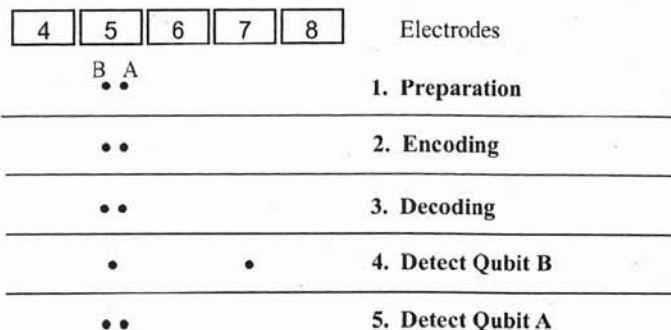 4 5 6 7 8 Electrodes
B A
1. Preparation
2. Encoding
3. Decoding
4. Detect Qubit B
5. Detect Qubit A